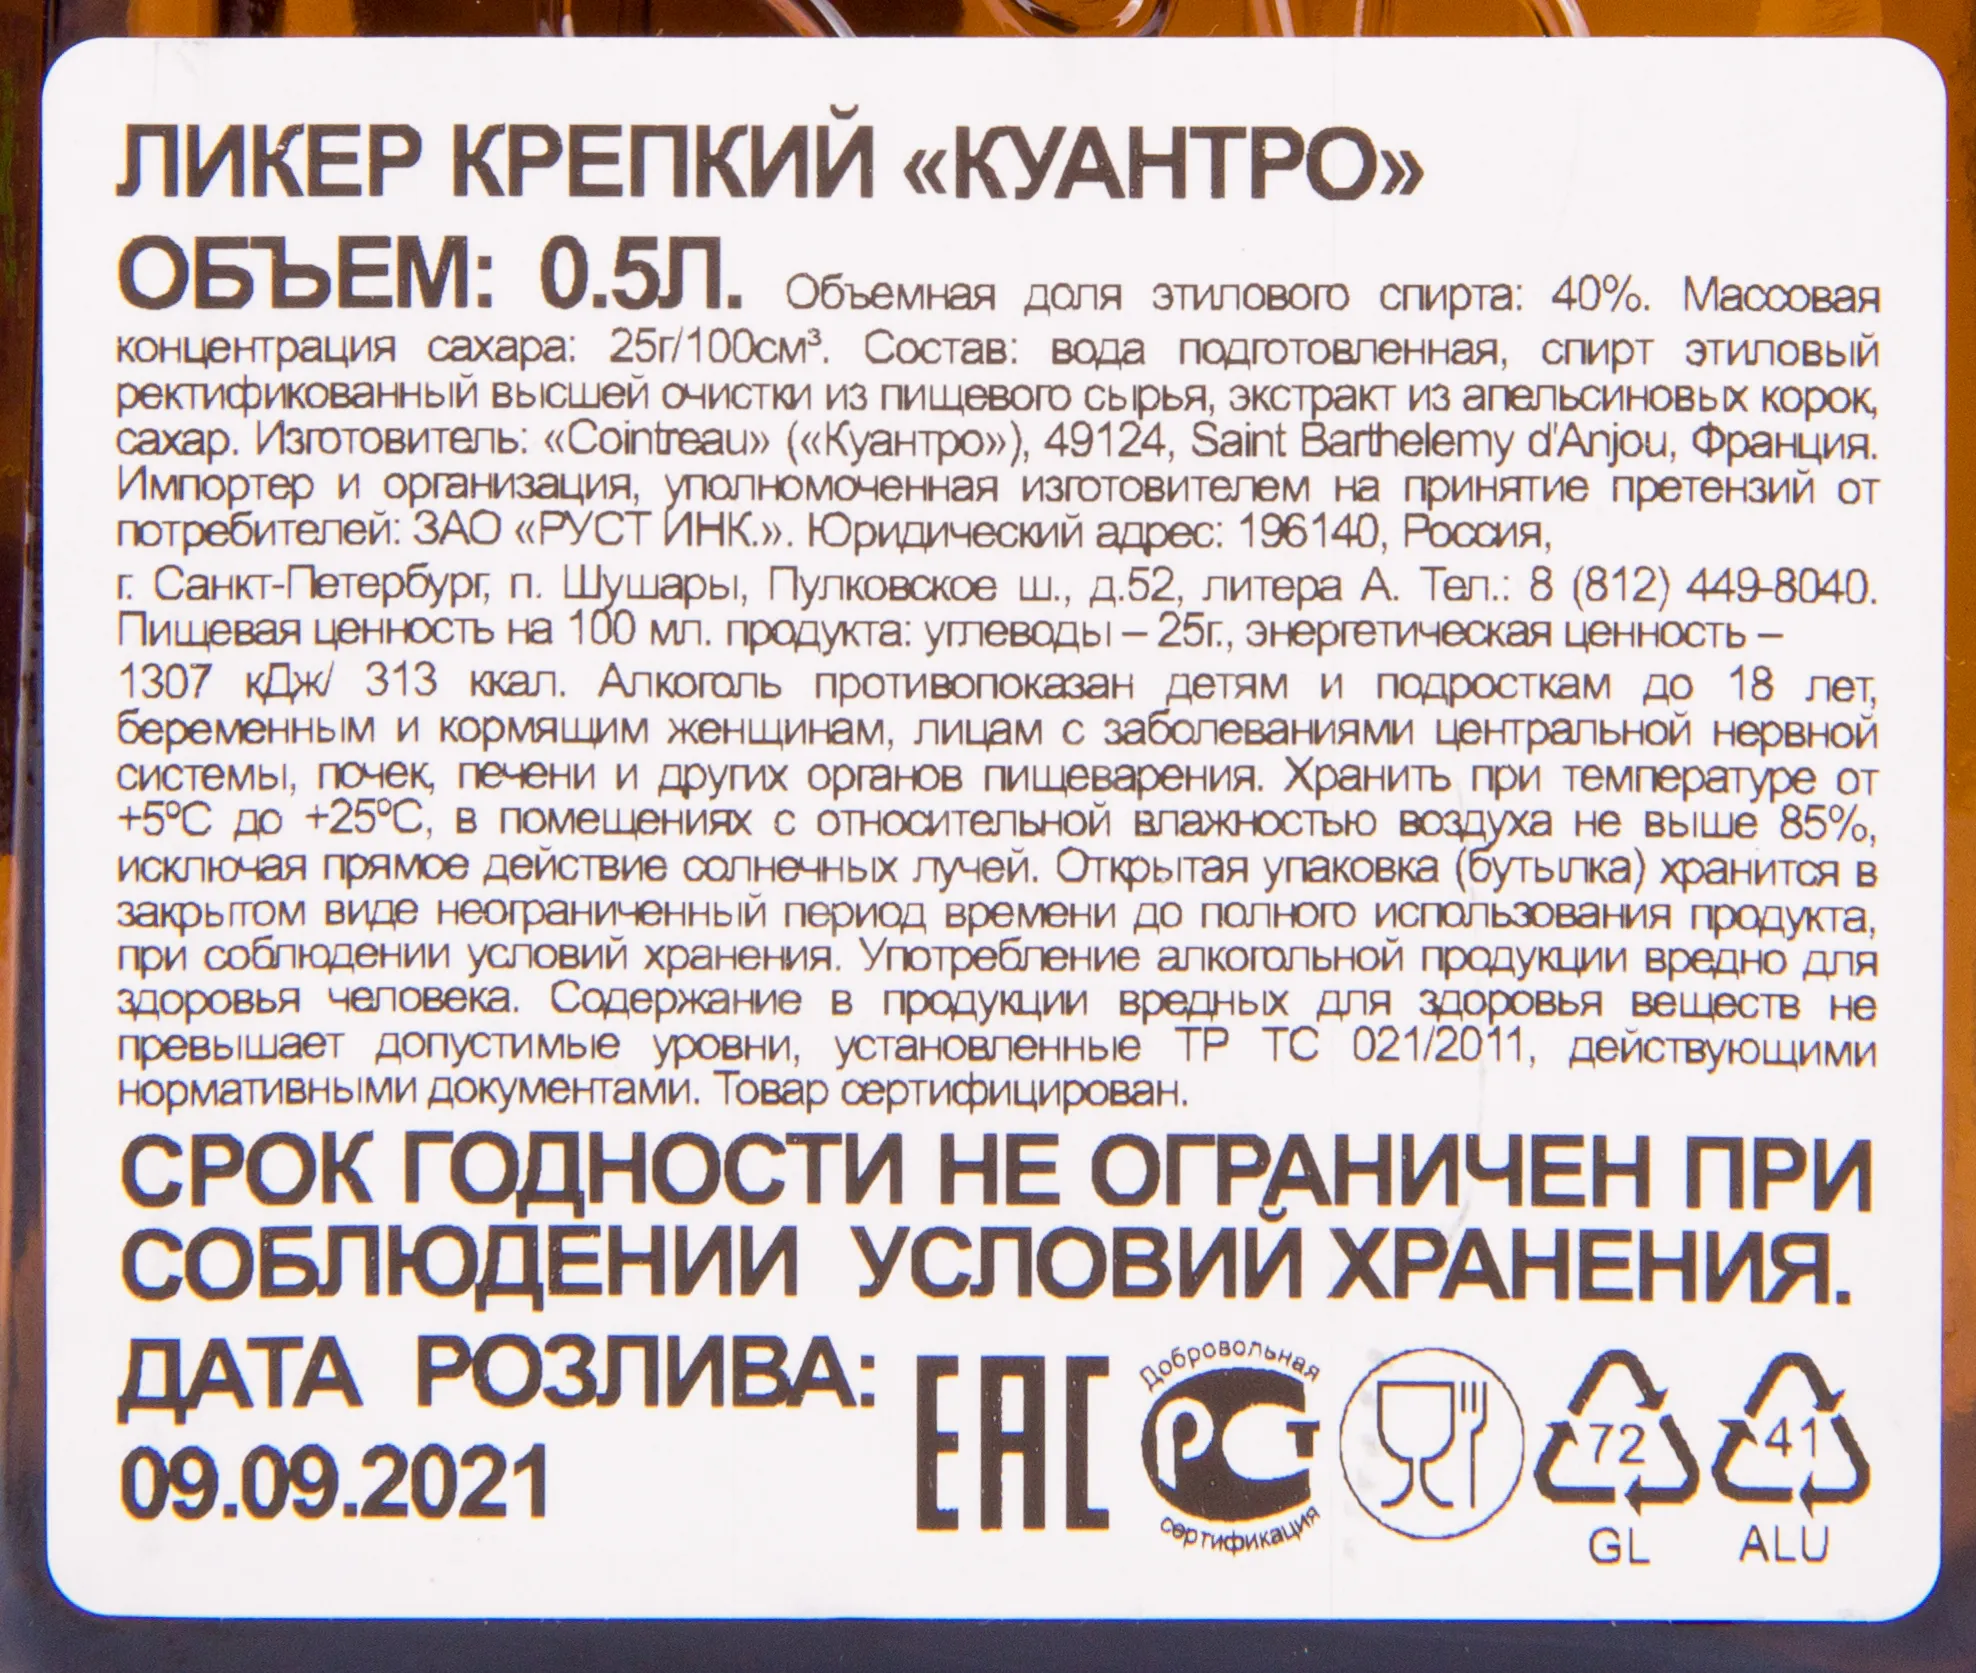 ЛИКЕР КРЕПКИЙ «КУАНТРО»
ОБЪЕМ: 0.5Л. Объемная доля этилового спирта: 40%. Массовая
концентрация сахара: 25г/100см³. Состав: вода подготовленная, спирт этиловый
ректификованный высшей очистки из пищевого сырья, экстракт из апельсиновых корок,
сахар. Изготовитель: «Cointreau» («Куантро»), 49124, Saint Barthelemy d'Anjou, Франция.
Импортер и организация, уполномоченная изготовителем на принятие претензий от
потребителей: ЗАО «РУСТ ИНК.». Юридический адрес: 196140, Россия,
г. Санкт-Петербург, п. Шушары, Пулковское ш., д.52, литера А. Тел.: 8 (812) 449-8040.
Пищевая ценность на 100 мл. продукта: углеводы – 25г., энергетическая ценность –
1307 кДж/ 313 ккал. Алкоголь противопоказан детям и подросткам до 18 лет,
беременным и кормящим женщинам, лицам с заболеваниями центральной нервной
системы, почек, печени и других органов пищеварения. Хранить при температуре от
+5ºС до +25ºС, в помещениях с относительной влажностью воздуха не выше 85%,
исключая прямое действие солнечных лучей. Открытая упаковка (бутылка) хранится в
закрытом виде неограниченный период времени до полного использования продукта,
при соблюдении условий хранения. Употребление алкогольной продукции вредно для
здоровья человека. Содержание в продукции вредных для здоровья веществ не
превышает допустимые уровни, установленные ТР ТС 021/2011, действующими
нормативными документами. Товар сертифицирован.
СРОК ГОДНОСТИ НЕ ОГРАНИЧЕН ПРИ
СОБЛЮДЕНИИ УСЛОВИЙ ХРАНЕНИЯ.
ДАТА РОЗЛИВА:
09.09.2021
ЕАС
Добровольная
РСТ
сертификация
72
GL
41
ALU